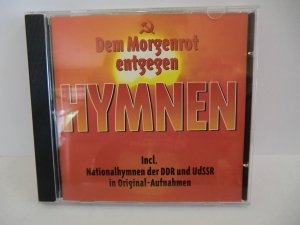 Dem Morgenrot
entgegen
HYMNEN
Incl.
Nationalhymnen der DDR und UdSSR
in Original-Aufnahmen